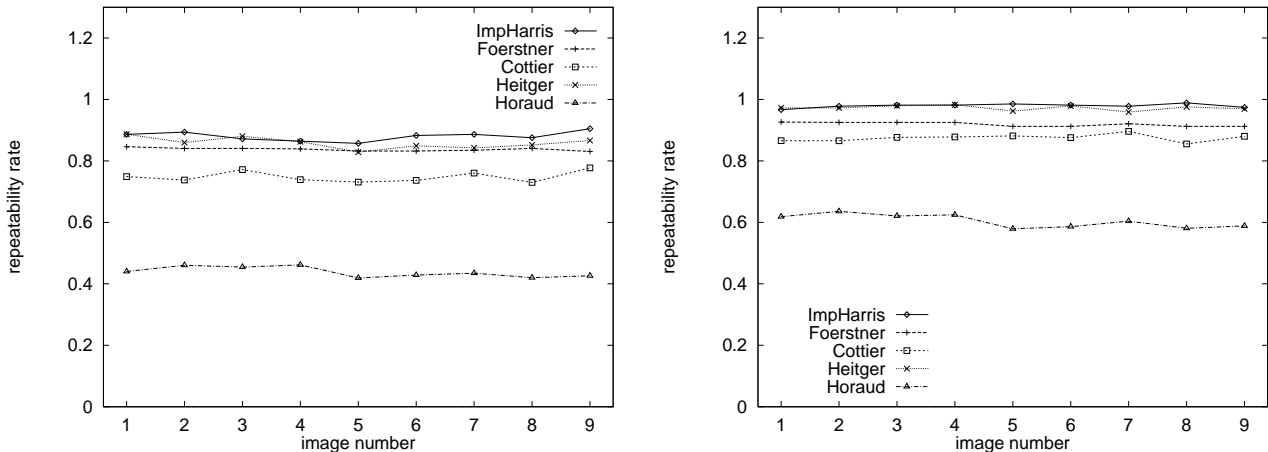 1.2
1
0.8
0.6
0.4
0.2
0
repeatability rate
ImpHarris
Foerstner
Cottier
Heitger
Horaud
1 2 3 4 5 6 7 8 9
image number
1.2
1
0.8
0.6
0.4
0.2
0
repeatability rate
ImpHarris
Foerstner
Cottier
Heitger
Horaud
1 2 3 4 5 6 7 8 9
image number